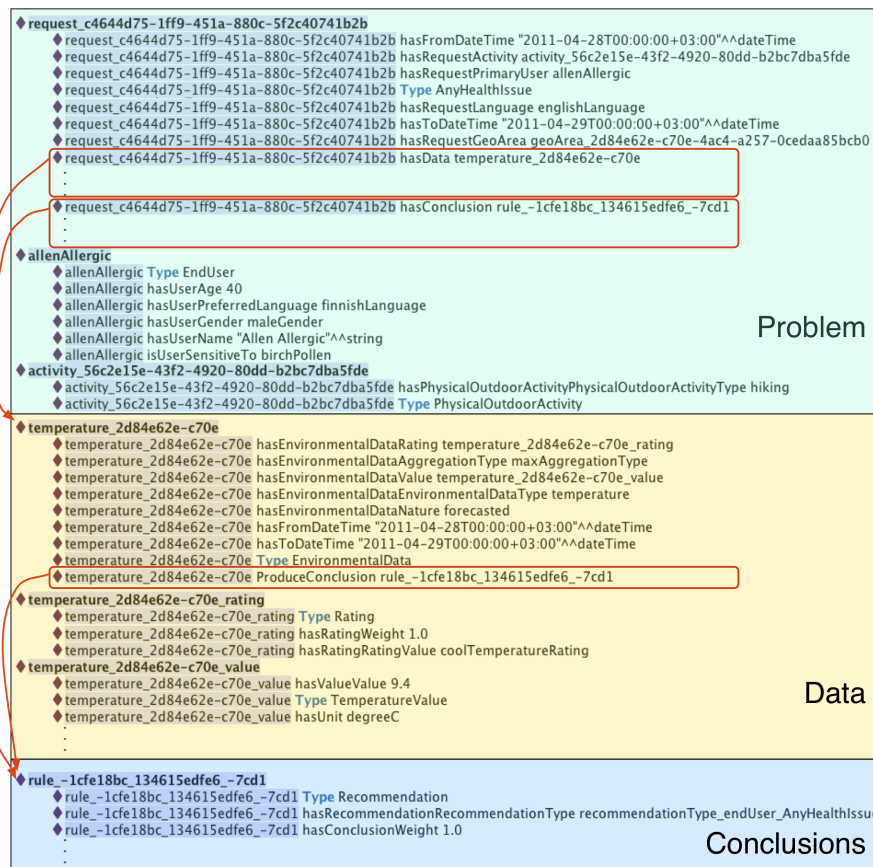 request_c4644d75-1ff9-451a-880c-5f2c40741b2b
request_c4644d75-1ff9-451a-880c-5f2c40741b2b hasFromDateTime "2011-04-28T00:00:00+03:00"^^dateTime
request_c4644d75-1ff9-451a-880c-5f2c40741b2b hasRequestActivity activity_56c2e15e-43f2-4920-80dd-b2bc7dba5fde
request_c4644d75-1ff9-451a-880c-5f2c40741b2b hasRequestPrimaryUser allenAllergic
request_c4644d75-1ff9-451a-880c-5f2c40741b2b Type AnyHealthIssue
request_c4644d75-1ff9-451a-880c-5f2c40741b2b hasRequestLanguage englishLanguage
request_c4644d75-1ff9-451a-880c-5f2c40741b2b hasToDateTime "2011-04-29T00:00:00+03:00"^^dateTime
request_c4644d75-1ff9-451a-880c-5f2c40741b2b hasRequestGeoArea geoArea_2d84e62e-c70e-4ac4-a257-0cedaa85bcb0
request_c4644d75-1ff9-451a-880c-5f2c40741b2b hasData temperature_2d84e62e-c70e
request_c4644d75-1ff9-451a-880c-5f2c40741b2b hasConclusion rule_-1cfe18bc_134615edfe6_-7cd1
allenAllergic
allenAllergic Type EndUser
allenAllergic hasUserAge 40
allenAllergic hasUserPreferredLanguage finnishLanguage
allenAllergic hasUserGender maleGender
allenAllergic hasUserName "Allen Allergic"^^string
allenAllergic isUserSensitiveTo birchPollen
Problem
activity_56c2e15e-43f2-4920-80dd-b2bc7dba5fde
activity_56c2e15e-43f2-4920-80dd-b2bc7dba5fde hasPhysicalOutdoorActivityPhysicalOutdoorActivityType hiking
activity_56c2e15e-43f2-4920-80dd-b2bc7dba5fde Type PhysicalOutdoorActivity
temperature_2d84e62e-c70e
temperature_2d84e62e-c70e hasEnvironmentalDataRating temperature_2d84e62e-c70e_rating
temperature_2d84e62e-c70e hasEnvironmentalDataAggregationType maxAggregationType
temperature_2d84e62e-c70e hasEnvironmentalDataValue temperature_2d84e62e-c70e_value
temperature_2d84e62e-c70e hasEnvironmentalDataEnvironmentalDataType temperature
temperature_2d84e62e-c70e hasEnvironmentalDataNature forecasted
temperature_2d84e62e-c70e hasFromDateTime "2011-04-28T00:00:00+03:00"^^dateTime
temperature_2d84e62e-c70e hasToDateTime "2011-04-29T00:00:00+03:00"^^dateTime
temperature_2d84e62e-c70e Type EnvironmentalData
temperature_2d84e62e-c70e ProduceConclusion rule_-1cfe18bc_134615edfe6_-7cd1
temperature_2d84e62e-c70e_rating
temperature_2d84e62e-c70e_rating Type Rating
temperature_2d84e62e-c70e_rating hasRatingWeight 1.0
temperature_2d84e62e-c70e_rating hasRatingRatingValue coolTemperatureRating
temperature_2d84e62e-c70e_value
temperature_2d84e62e-c70e_value hasValueValue 9.4
temperature_2d84e62e-c70e_value Type TemperatureValue
temperature_2d84e62e-c70e_value hasUnit degreeC
Data
rule_-1cfe18bc_134615edfe6_-7cd1
rule_-1cfe18bc_134615edfe6_-7cd1 Type Recommendation
rule_-1cfe18bc_134615edfe6_-7cd1 hasRecommendationRecommendationType recommendationType_endUser_AnyHealthIssu
rule_-1cfe18bc_134615edfe6_-7cd1 hasConclusionWeight 1.0
Conclusions